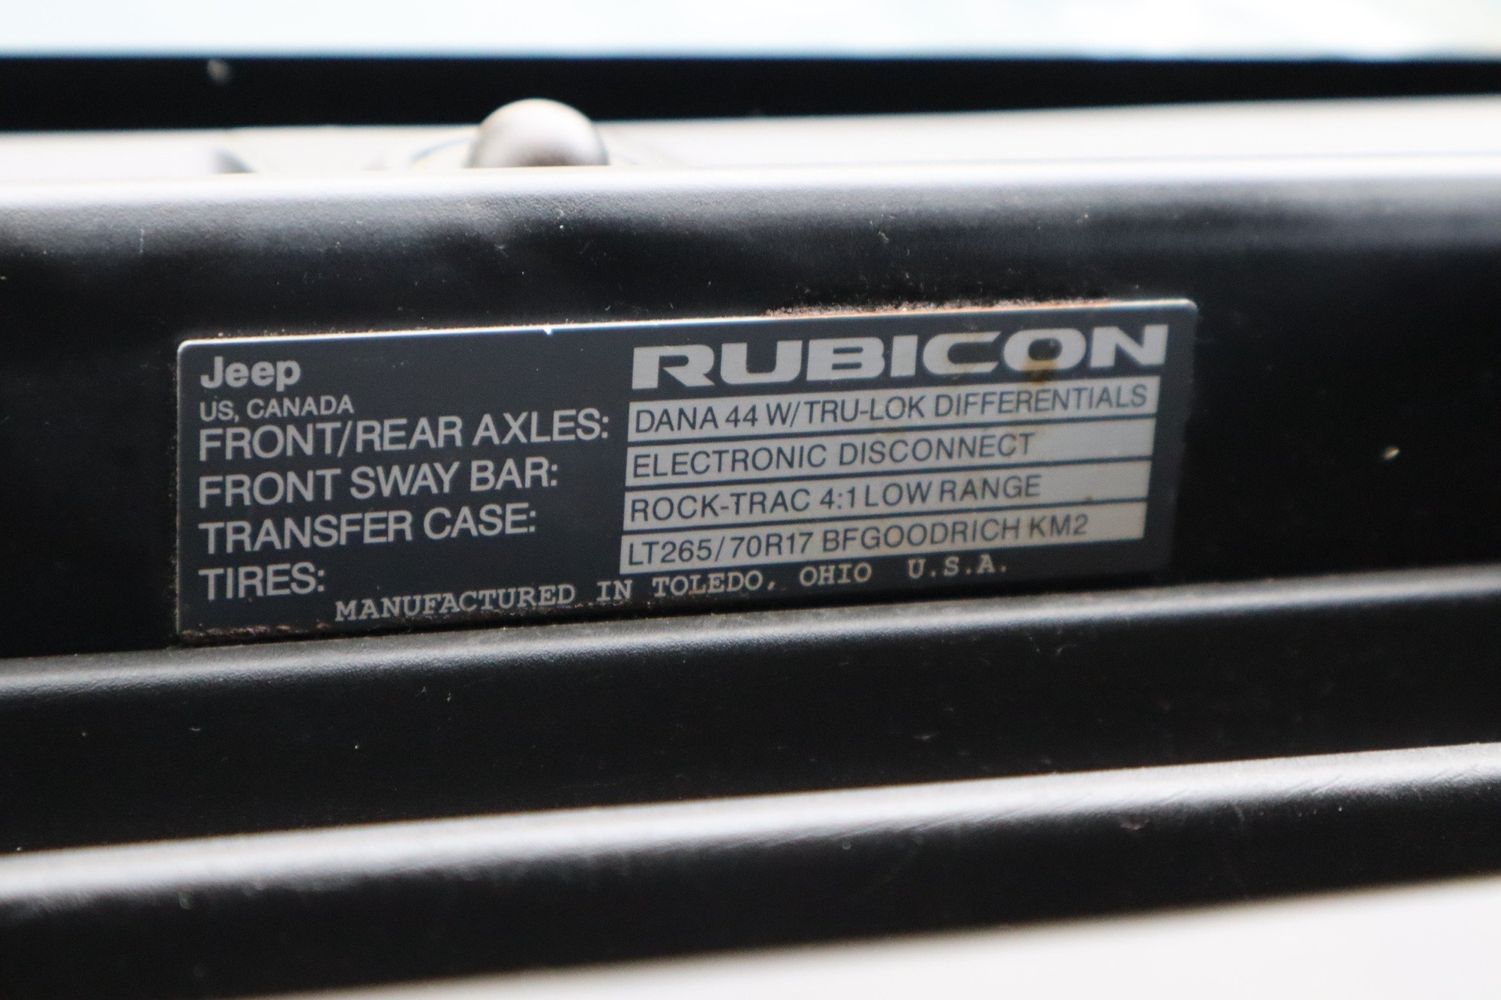 Jeep RUBICON
US, CANADA
FRONT/REAR AXLES: DANA 44 W/TRU-LOK DIFFERENTIALS
FRONT SWAY BAR: ELECTRONIC DISCONNECT
TRANSFER CASE: ROCK-TRAC 4:1 LOW RANGE
TIRES: LT265/70R17 BFGOODRICH KM2
MANUFACTURED IN TOLEDO, OHIO U.S.A.